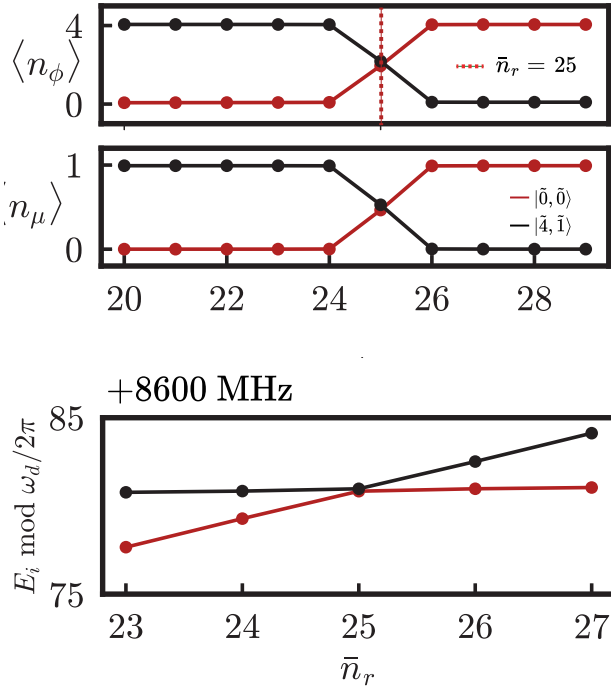 4
⟨n_ϕ⟩
n̄_r = 25
0
1
⟨n_μ⟩
|0̃, 0̃⟩
|4̃, 1̃⟩
0
20 22 24 26 28
+8600 MHz
85
E_i mod ω_d/2π
75
23 24 25 26 27
n̄_r